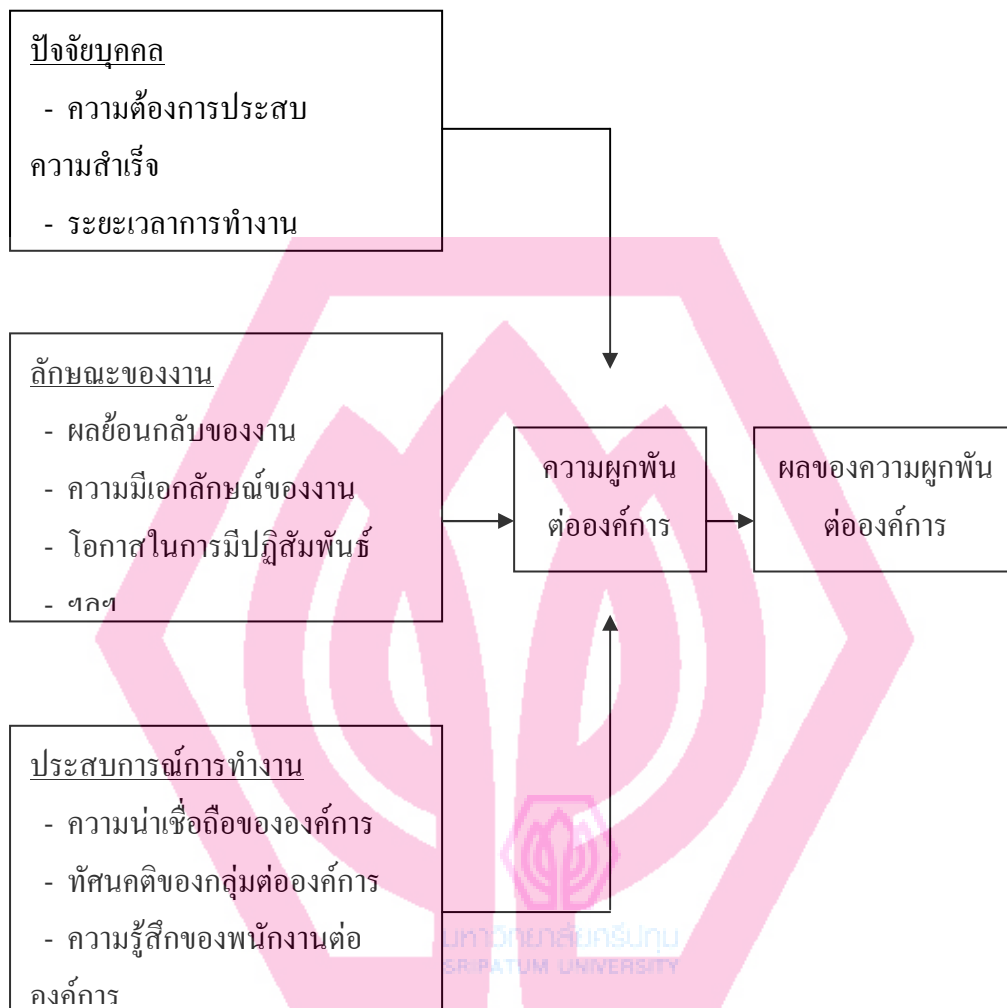 ปัจจัยบุคคล
- ความต้องการประสบ
ความสำเร็จ
- ระยะเวลาการทำงาน
ลักษณะของงาน
- ผลย้อนกลับของงาน
- ความมีเอกลักษณ์ของงาน
- โอกาสในการมีปฏิสัมพันธ์
- ฯลฯ
ความผูกพัน
ต่อองค์การ
ผลของความผูกพัน
ต่อองค์การ
ประสบการณ์การทำงาน
- ความน่าเชื่อถือขององค์การ
- ทัศนคติของกลุ่มต่อองค์การ
- ความรู้สึกของพนักงานต่อ
องค์การ
มหาวิทยาลัยศรีปทุม
SRIPATUM UNIVERSITY